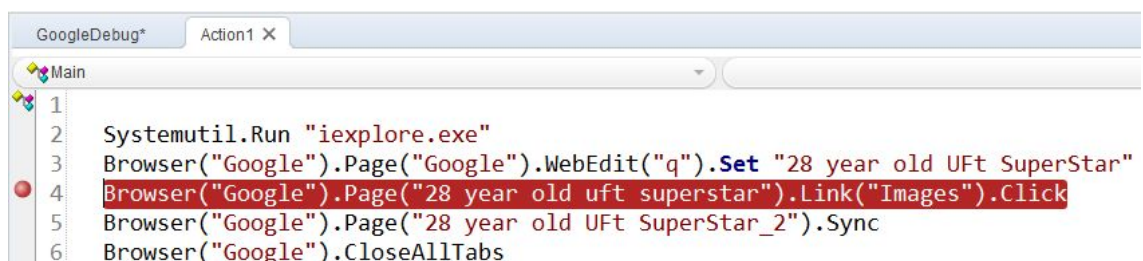 GoogleDebug* Action1 X
Main
1
2 Systemutil.Run "iexplore.exe"
3 Browser("Google").Page("Google").WebEdit("q").Set "28 year old UFt SuperStar"
4 Browser("Google").Page("28 year old uft superstar").Link("Images").Click
5 Browser("Google").Page("28 year old UFt SuperStar_2").Sync
6 Browser("Google").CloseAllTabs